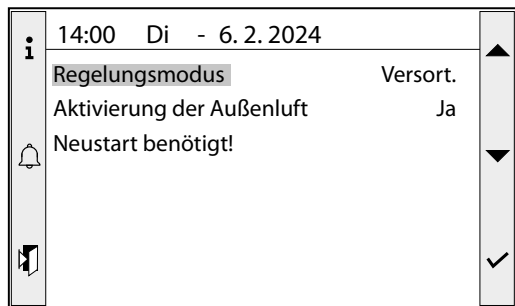 14:00 Di - 6. 2. 2024
Regelungsmodus Versort.
Aktivierung der Außenluft Ja
Neustart benötigt!